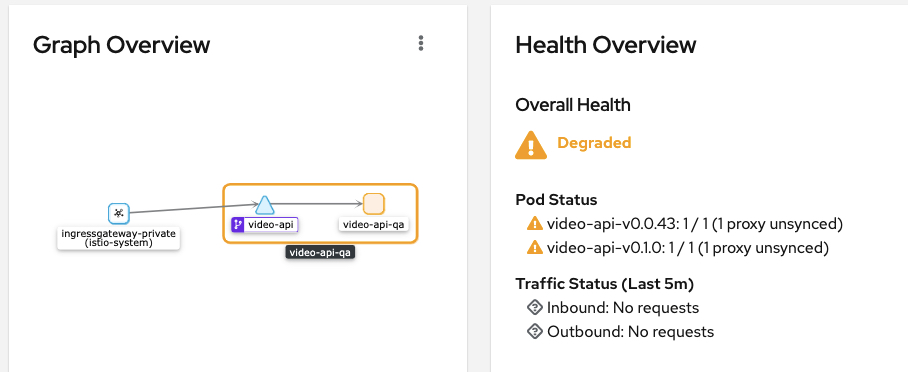 Graph Overview
ingressgateway-private
(istio-system)
video-api
video-api-qa
video-api-qa
Health Overview
Overall Health
Degraded
Pod Status
video-api-v0.0.43: 1 / 1 (1 proxy unsynced)
video-api-v0.1.0: 1 / 1 (1 proxy unsynced)
Traffic Status (Last 5m)
Inbound: No requests
Outbound: No requests